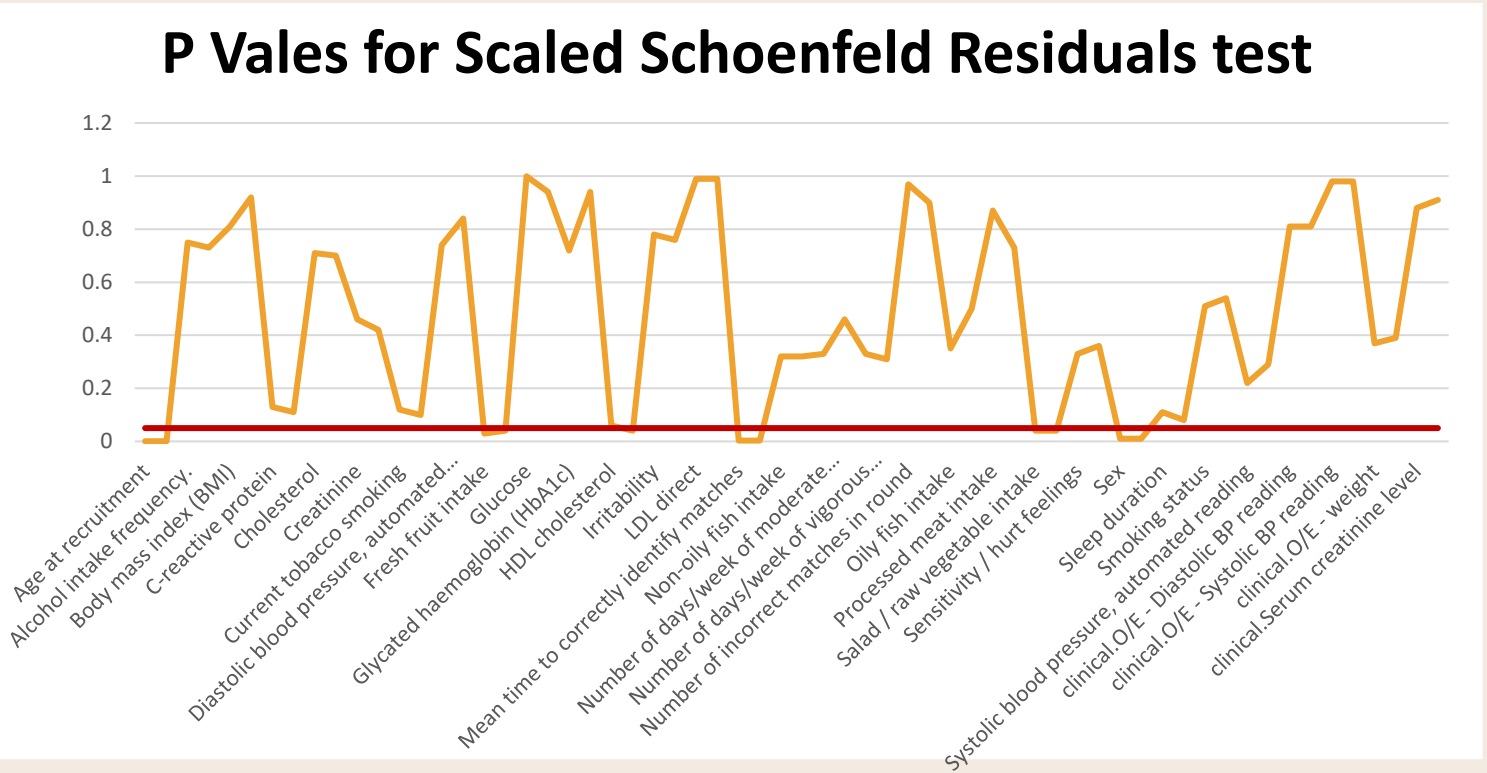 P Vales for Scaled Schoenfeld Residuals test
1.2
1
0.8
0.6
0.4
0.2
0
Age at recruitment
Alcohol intake frequency.
Body mass index (BMI)
C-reactive protein
Cholesterol
Creatinine
Current tobacco smoking
Diastolic blood pressure, automated...
Fresh fruit intake
Glucose
Glycated haemoglobin (HbA1c)
HDL cholesterol
Irritability
LDL direct
Mean time to correctly identify matches
Non-oily fish intake
Number of days/week of moderate...
Number of days/week of vigorous...
Number of incorrect matches in round
Oily fish intake
Processed meat intake
Salad / raw vegetable intake
Sensitivity / hurt feelings
Sex
Sleep duration
Smoking status
Systolic blood pressure, automated reading
clinical.O/E - Diastolic BP reading
clinical.O/E - Systolic BP reading
clinical.O/E - weight
clinical.Serum creatinine level